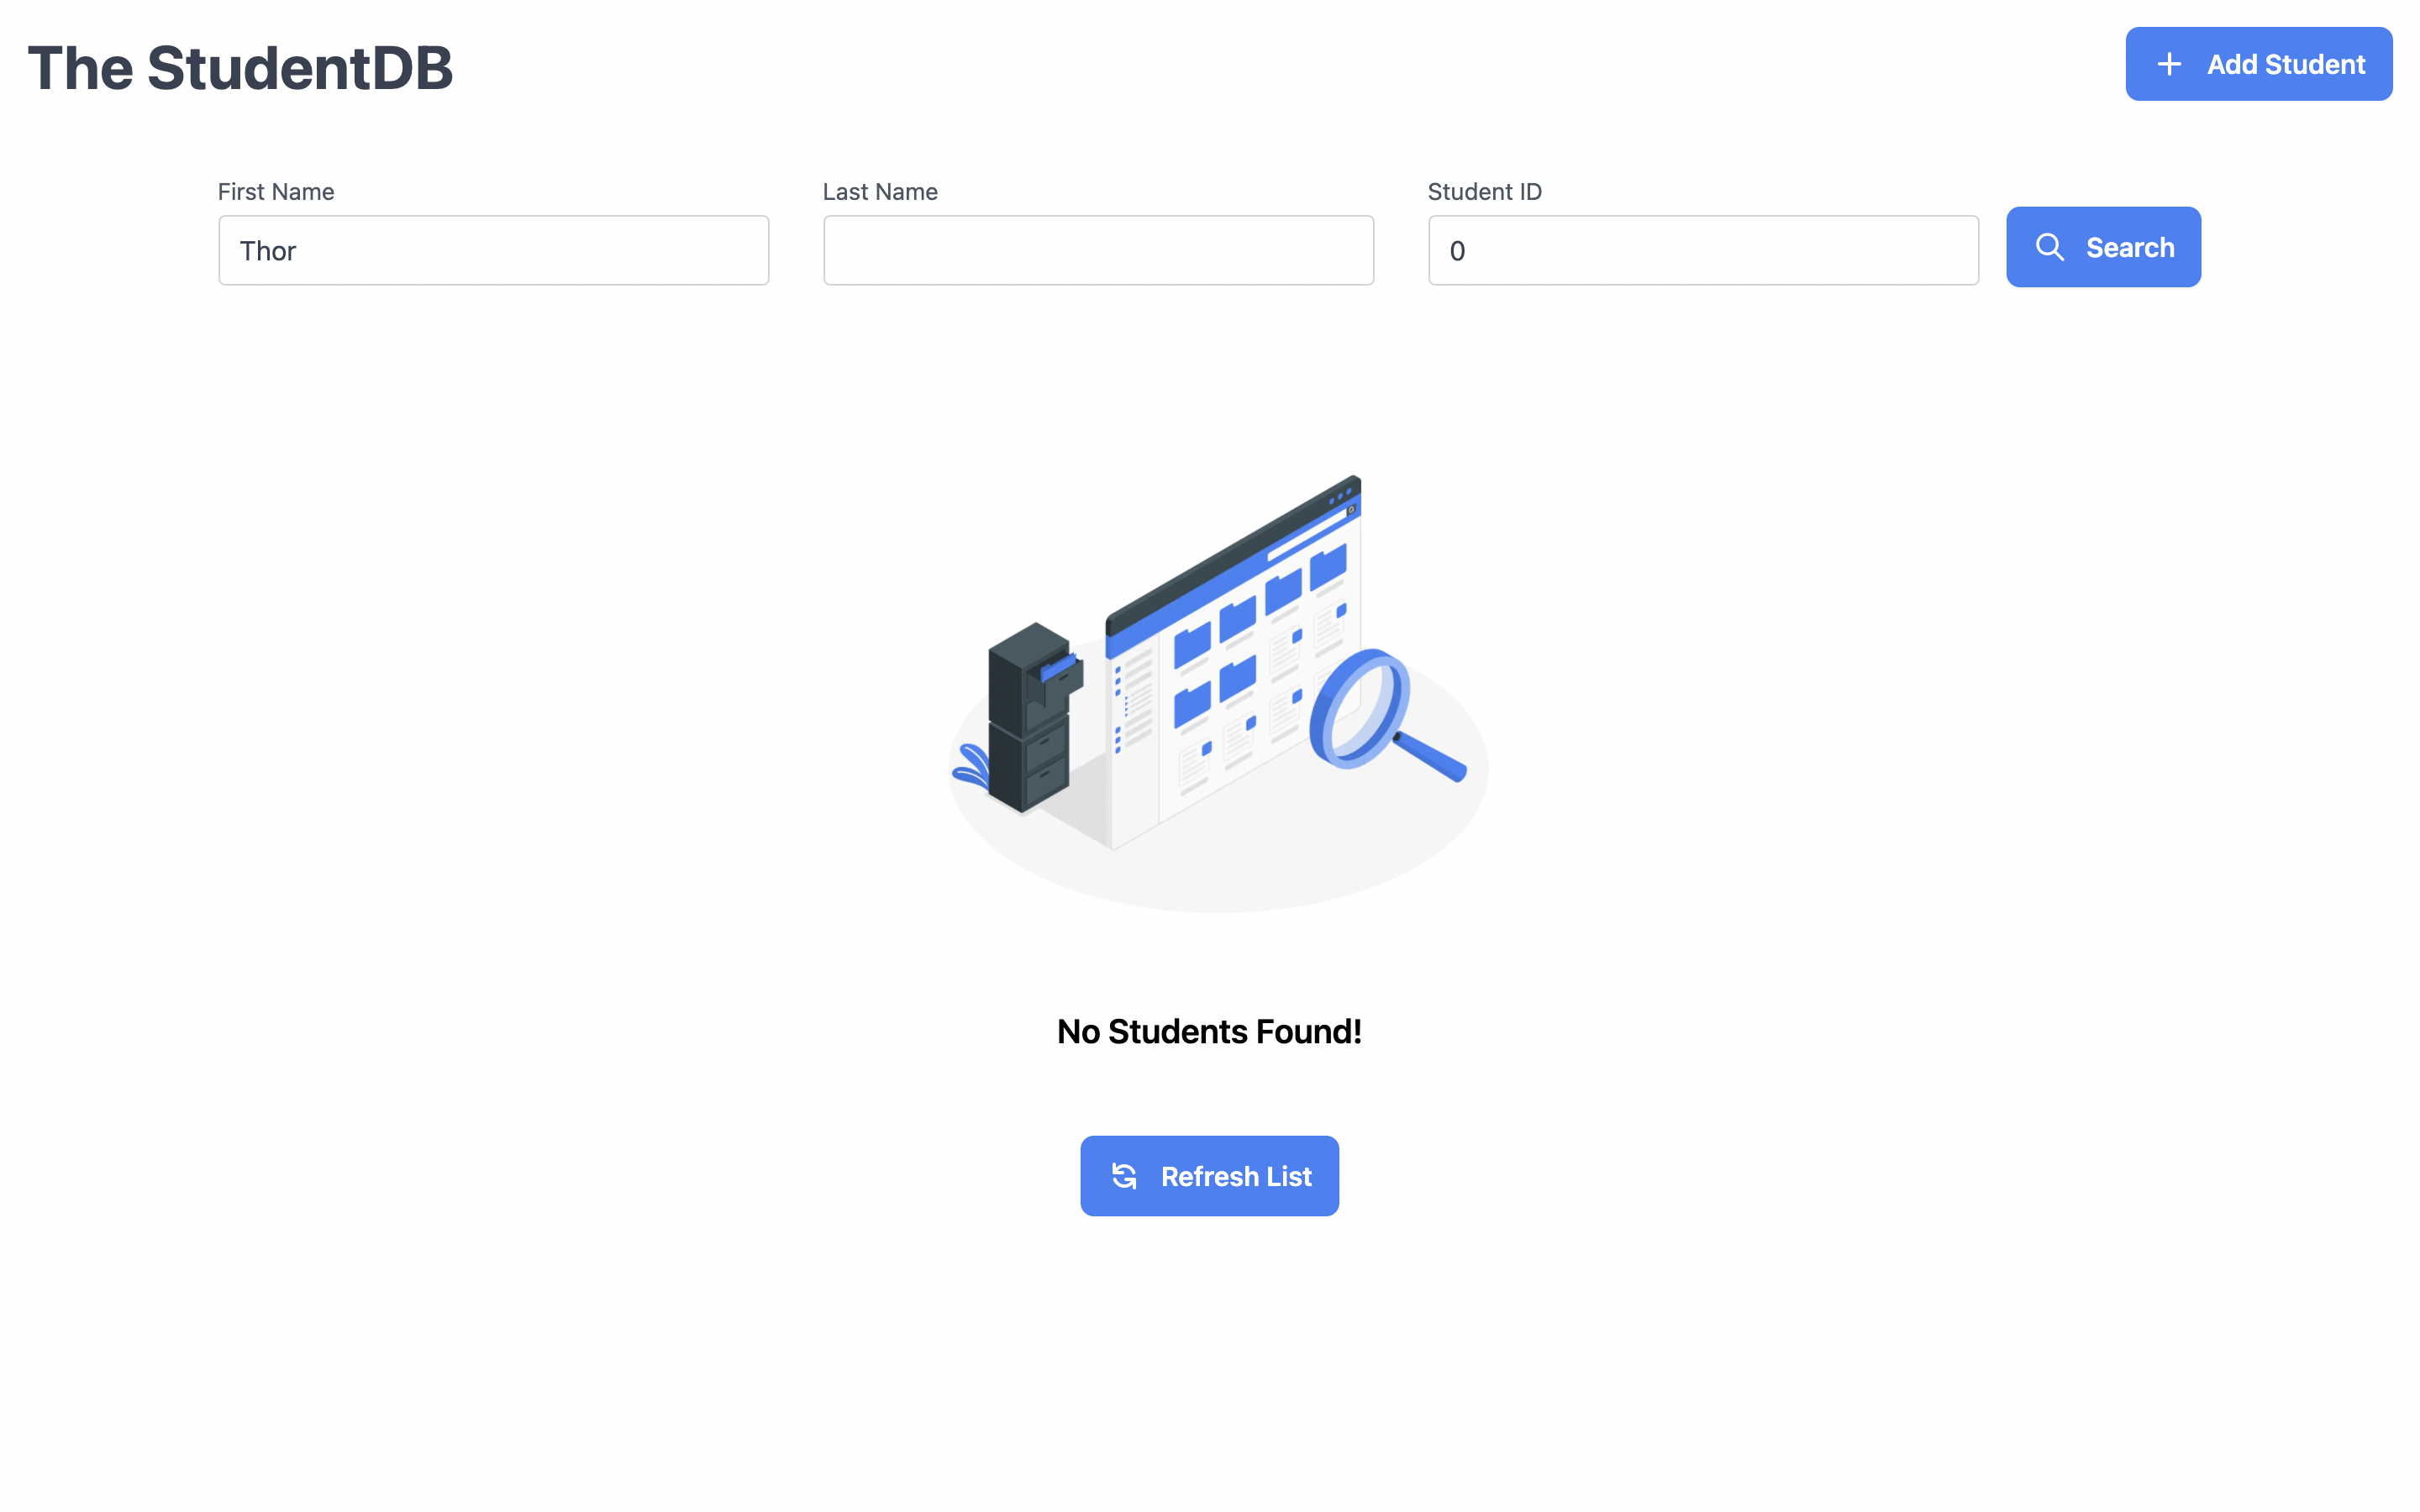 The StudentDB
Add Student
First Name
Last Name
Student ID
Thor
0
Search
No Students Found!
Refresh List